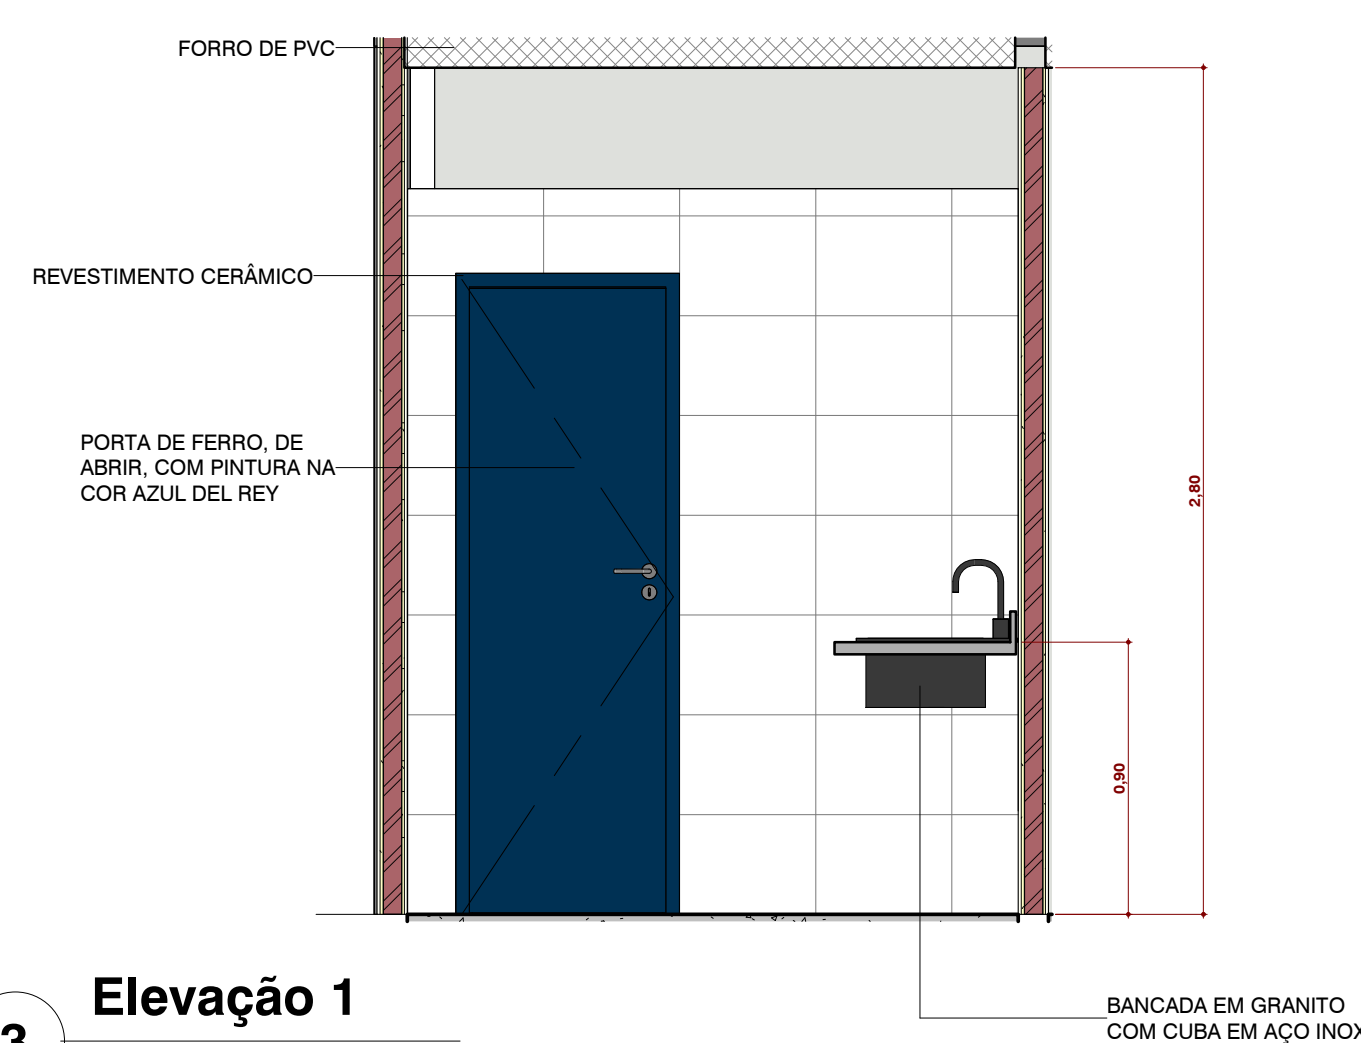 FORRO DE PVC
REVESTIMENTO CERÂMICO
PORTA DE FERRO, DE
ABRIR, COM PINTURA NA
COR AZUL DEL REY
2,80
0,90
Elevação 1
3
BANCADA EM GRANITO
COM CUBA EM AÇO INOX